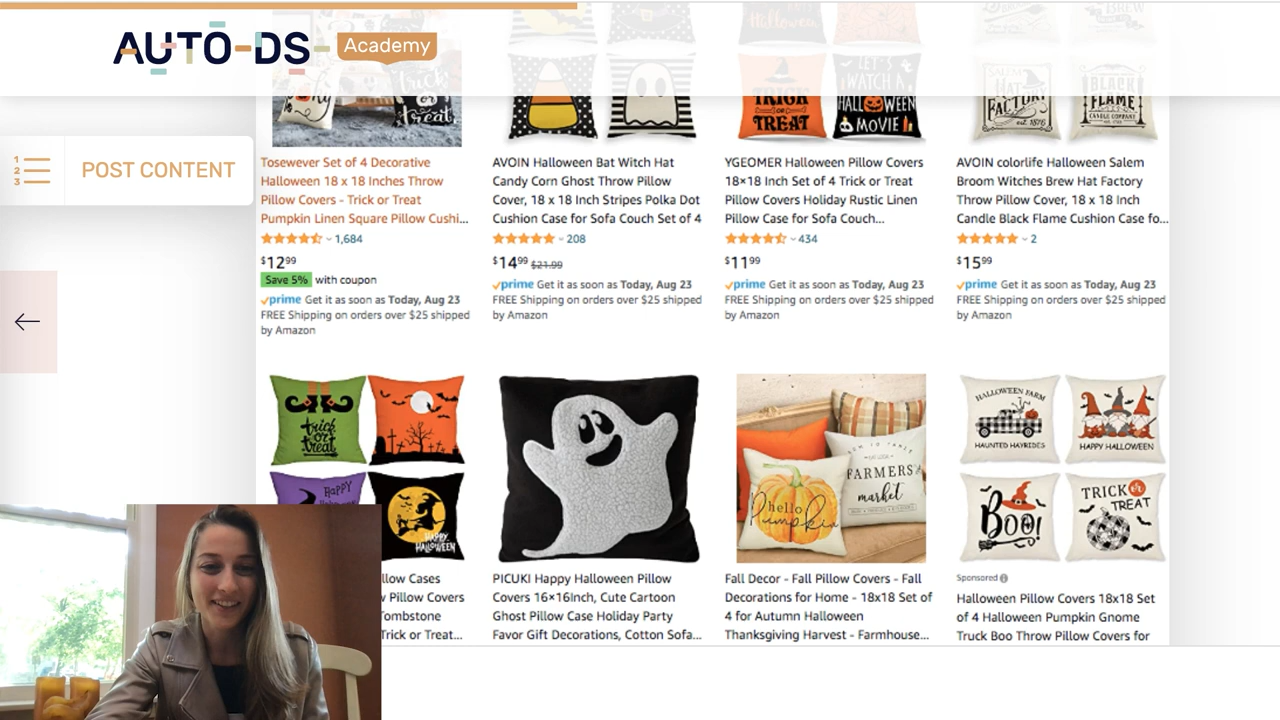 AUTO-DS
Academy
POST CONTENT
1
2
3
TRICK
or
TREAT
LET'S
WATCH A
HALLOWEEN
MOVIE
HAT
FACTORY
est. 1876
BLACK
FLAME
CANDLE COMPANY
Tosewever Set of 4 Decorative
Halloween 18 x 18 Inches Throw
Pillow Covers - Trick or Treat
Pumpkin Linen Square Pillow Cushi...
1,684
$12.99
Save 5% with coupon
prime Get it as soon as Today, Aug 23
FREE Shipping on orders over $25 shipped
by Amazon
AVOIN Halloween Bat Witch Hat
Candy Corn Ghost Throw Pillow
Cover, 18 x 18 Inch Stripes Polka Dot
Cushion Case for Sofa Couch Set of 4
208
$14.99 $21.99
prime Get it as soon as Today, Aug 23
FREE Shipping on orders over $25 shipped
by Amazon
YGEOMER Halloween Pillow Covers
18×18 Inch Set of 4 Trick or Treat
Pillow Covers Holiday Rustic Linen
Pillow Case for Sofa Couch...
434
$11.99
prime Get it as soon as Today, Aug 23
FREE Shipping on orders over $25 shipped
by Amazon
AVOIN colorlife Halloween Salem
Broom Witches Brew Hat Factory
Throw Pillow Cover, 18 x 18 Inch
Candle Black Flame Cushion Case fo...
2
$15.99
prime Get it as soon as Today, Aug 23
FREE Shipping on orders over $25 shipped
by Amazon
trick
or
treat
HAPPY
HAPPY
HALLOWEEN
hello
Pumpkin
FARMERS
market
HALLOWEEN FARM
HAUNTED HAYRIDES
HAPPY HALLOWEEN
BOO!
TRICK OR
TREAT
llow Cases
Pillow Covers
Tombstone
Trick or Treat...
PICUKI Happy Halloween Pillow
Covers 16×16Inch, Cute Cartoon
Ghost Pillow Case Holiday Party
Favor Gift Decorations, Cotton Sofa...
Fall Decor - Fall Pillow Covers - Fall
Decorations for Home - 18x18 Set of
4 for Autumn Halloween
Thanksgiving Harvest - Farmhouse...
Sponsored
Halloween Pillow Covers 18x18 Set
of 4 Halloween Pumpkin Gnome
Truck Boo Throw Pillow Covers for